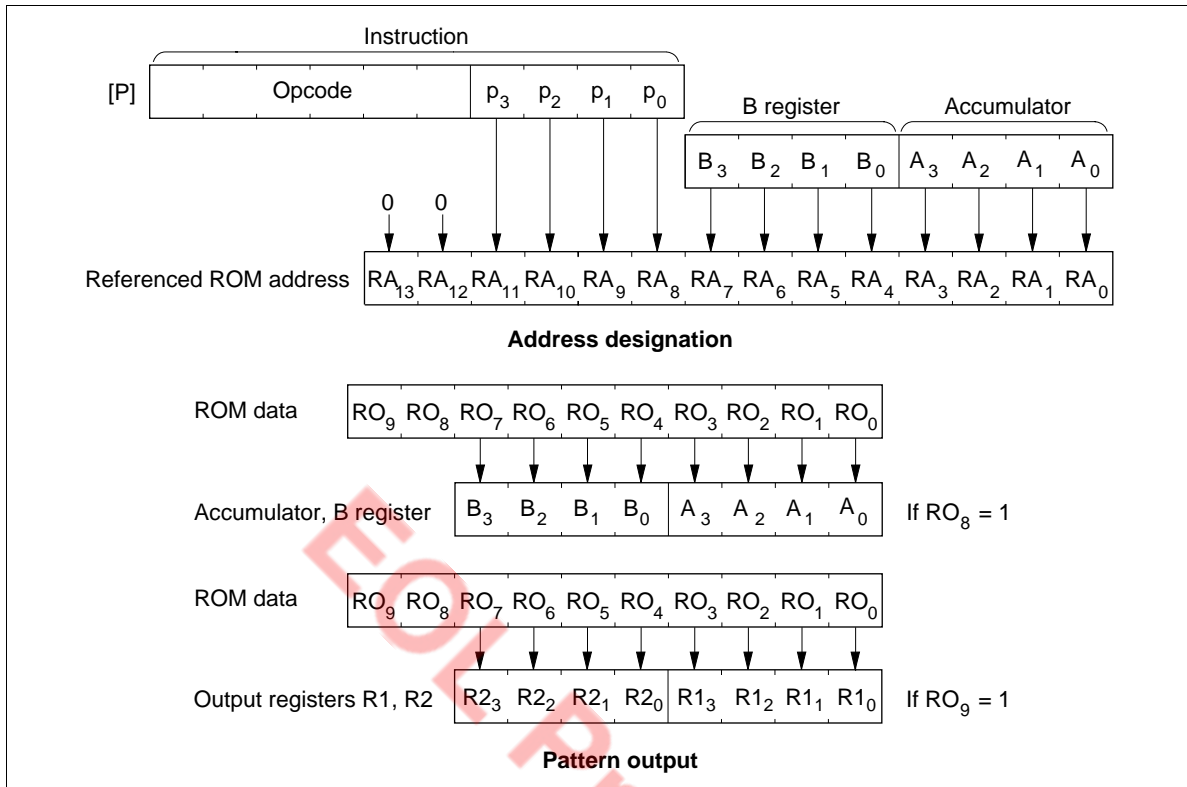 Instruction
[P] Opcode p3 p2 p1 p0
B register Accumulator
B3 B2 B1 B0 A3 A2 A1 A0
0 0
Referenced ROM address RA13 RA12 RA11 RA10 RA9 RA8 RA7 RA6 RA5 RA4 RA3 RA2 RA1 RA0
Address designation
ROM data RO9 RO8 RO7 RO6 RO5 RO4 RO3 RO2 RO1 RO0
Accumulator, B register B3 B2 B1 B0 A3 A2 A1 A0 If RO8 = 1
ROM data RO9 RO8 RO7 RO6 RO5 RO4 RO3 RO2 RO1 RO0
Output registers R1, R2 R23 R22 R21 R20 R13 R12 R11 R10 If RO9 = 1
Pattern output
EOL Pr